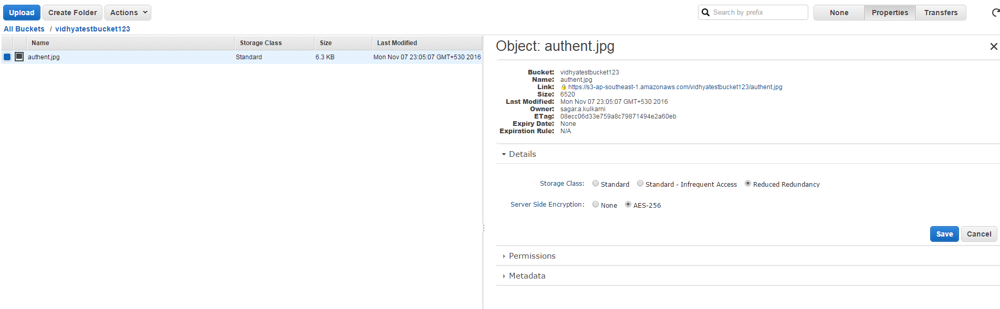 Upload Create Folder Actions Search by prefix None Properties Transfers
All Buckets / vidhyatestbucket123
Name Storage Class Size Last Modified
authent.jpg Standard 6.3 KB Mon Nov 07 23:05:07 GMT+530 2016
Object: authent.jpg
Bucket: vidhyatestbucket123
Name: authent.jpg
Link: https://s3-ap-southeast-1.amazonaws.com/vidhyatestbucket123/authent.jpg
Size: 6520
Last Modified: Mon Nov 07 23:05:07 GMT+530 2016
Owner: sagar.a.kulkarni
ETag: 08ecc06d33e759a8c79871494e2a60eb
Expiry Date: None
Expiration Rule: N/A
Details
Storage Class: Standard Standard - Infrequent Access Reduced Redundancy
Server Side Encryption: None AES-256
Save Cancel
Permissions
Metadata